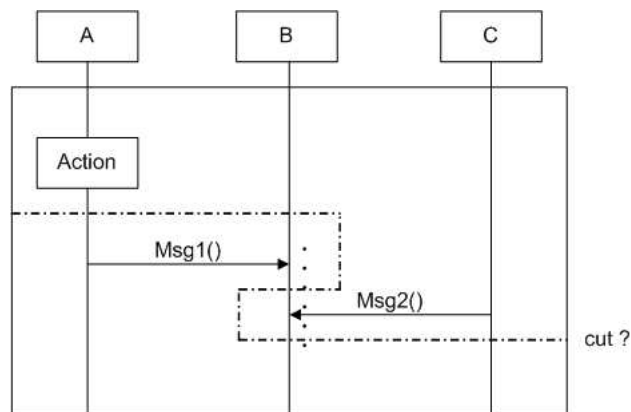 A
B
C
Action
Msg1()
Msg2()
cut ?